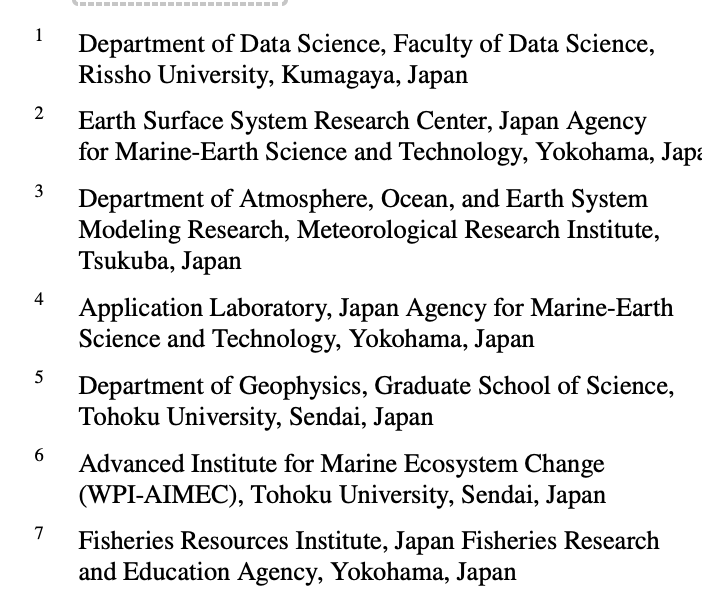 1 Department of Data Science, Faculty of Data Science,
Rissho University, Kumagaya, Japan
2 Earth Surface System Research Center, Japan Agency
for Marine-Earth Science and Technology, Yokohama, Japa
3 Department of Atmosphere, Ocean, and Earth System
Modeling Research, Meteorological Research Institute,
Tsukuba, Japan
4 Application Laboratory, Japan Agency for Marine-Earth
Science and Technology, Yokohama, Japan
5 Department of Geophysics, Graduate School of Science,
Tohoku University, Sendai, Japan
6 Advanced Institute for Marine Ecosystem Change
(WPI-AIMEC), Tohoku University, Sendai, Japan
7 Fisheries Resources Institute, Japan Fisheries Research
and Education Agency, Yokohama, Japan